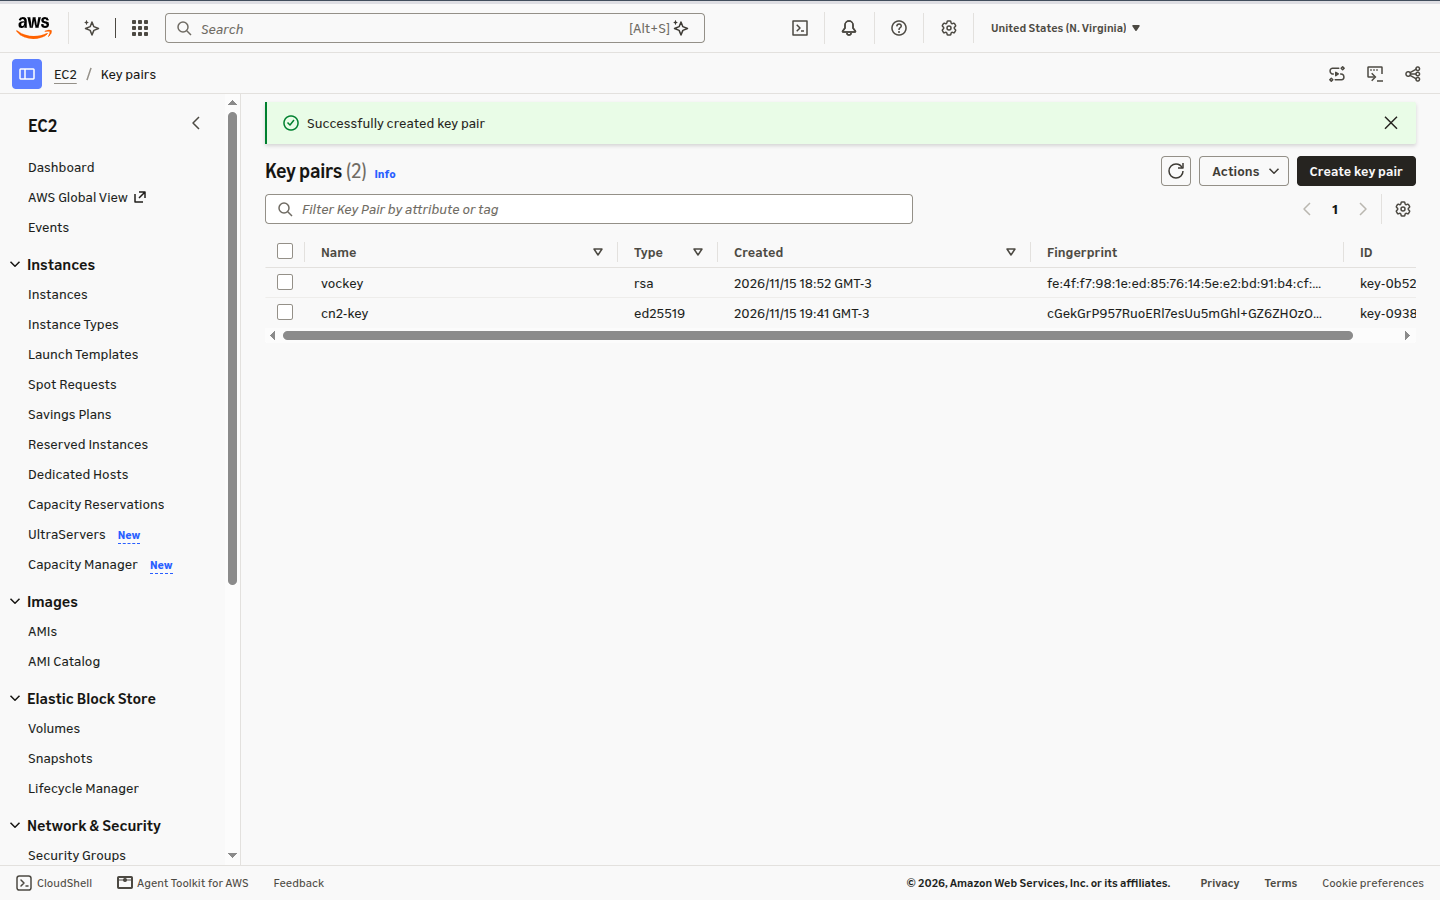 aws
Search [Alt+S]
United States (N. Virginia)
EC2 / Key pairs
EC2
Dashboard
AWS Global View
Events
Instances
Instances
Instance Types
Launch Templates
Spot Requests
Savings Plans
Reserved Instances
Dedicated Hosts
Capacity Reservations
UltraServers New
Capacity Manager New
Images
AMIs
AMI Catalog
Elastic Block Store
Volumes
Snapshots
Lifecycle Manager
Network & Security
Security Groups
Successfully created key pair
Key pairs (2) Info
Actions
Create key pair
Filter Key Pair by attribute or tag
1
Name Type Created Fingerprint ID
vockey rsa 2026/11/15 18:52 GMT-3 fe:4f:f7:98:1e:ed:85:76:14:5e:e2:bd:91:b4:cf:... key-0b52
cn2-key ed25519 2026/11/15 19:41 GMT-3 cGekGrP957RuoERl7esUu5mGhl+GZ6ZHOzO... key-0938
CloudShell Agent Toolkit for AWS Feedback
© 2026, Amazon Web Services, Inc. or its affiliates. Privacy Terms Cookie preferences